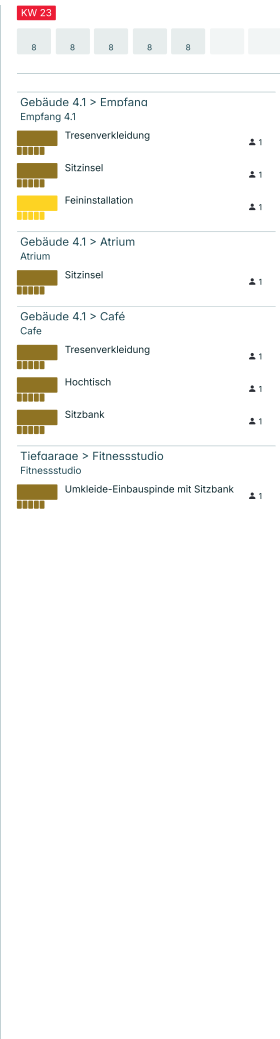 KW 23
8 8 8 8 8
Gebäude 4.1 > Empfang
Empfang 4.1
Tresenverkleidung
1
Sitzinsel
1
Feininstallation
1
Gebäude 4.1 > Atrium
Atrium
Sitzinsel
1
Gebäude 4.1 > Café
Cafe
Tresenverkleidung
1
Hochtisch
1
Sitzbank
1
Tiefgarage > Fitnessstudio
Fitnessstudio
Umkleide-Einbauspinde mit Sitzbank
1